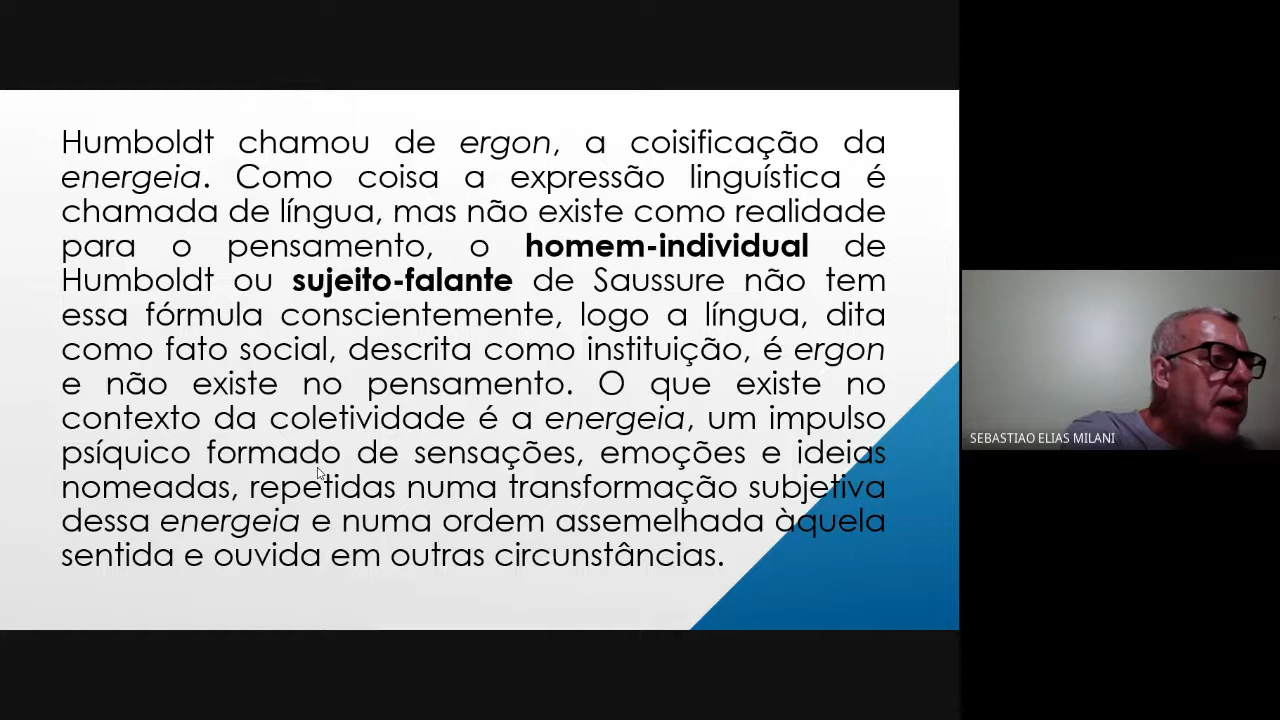 Humboldt chamou de ergon, a coisificação da
energeia. Como coisa a expressão linguística é
chamada de língua, mas não existe como realidade
para o pensamento, o homem-individual de
Humboldt ou sujeito-falante de Saussure não tem
essa fórmula conscientemente, logo a língua, dita
como fato social, descrita como instituição, é ergon
e não existe no pensamento. O que existe no
contexto da coletividade é a energeia, um impulso
psíquico formado de sensações, emoções e ideias
nomeadas, repetidas numa transformação subjetiva
dessa energeia e numa ordem assemelhada àquela
sentida e ouvida em outras circunstâncias.
SEBASTIAO ELIAS MILANI